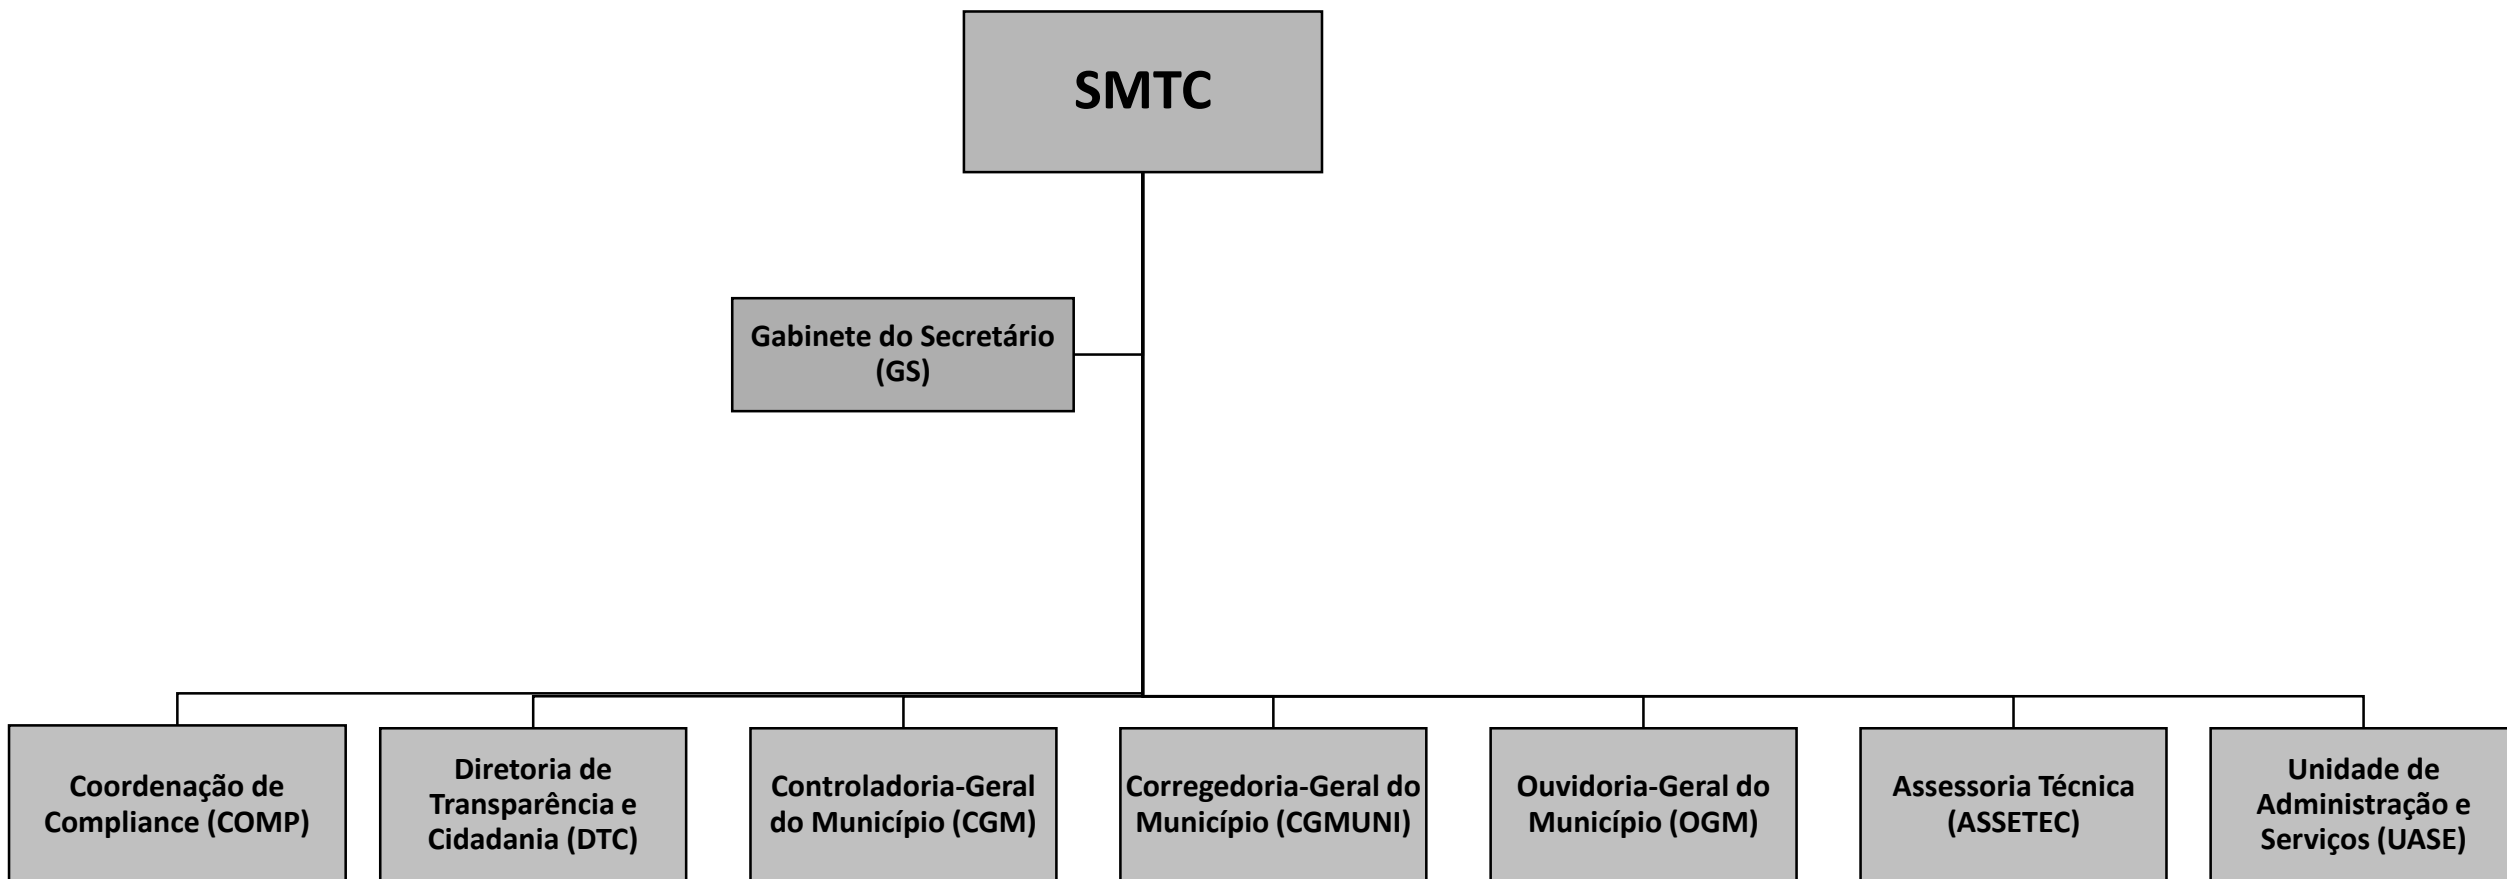 SMTC
Gabinete do Secretário
(GS)
Coordenação de
Compliance (COMP)
Diretoria de
Transparência e
Cidadania (DTC)
Controladoria-Geral
do Município (CGM)
Corregedoria-Geral do
Município (CGMUNI)
Ouvidoria-Geral do
Município (OGM)
Assessoria Técnica
(ASSETEC)
Unidade de
Administração e
Serviços (UASE)